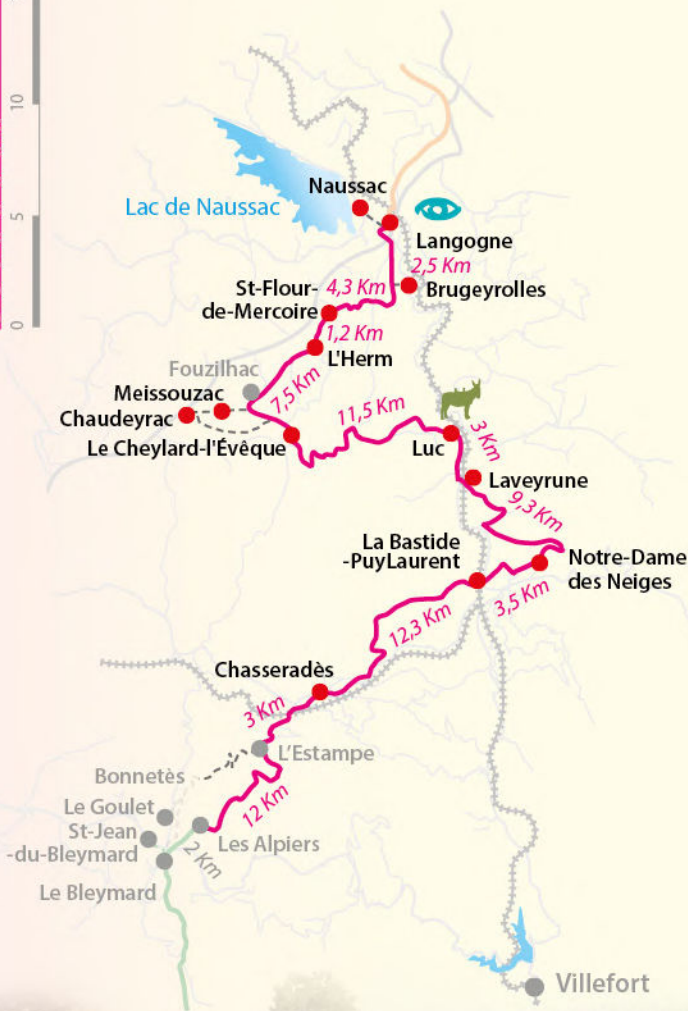 10
5
0
Naussac
Lac de Naussac
Langogne
2,5 Km
St-Flour-
de-Mercoire
4,3 Km
Brugeyrolles
1,2 Km
L'Herm
Fouzilhac
7,5 Km
Meissouzac
Chaudeyrac
11,5 Km
Le Cheylard-l'Évêque
Luc
3 Km
Laveyrune
9,3 Km
La Bastide
-PuyLaurent
Notre-Dame
des Neiges
3,5 Km
12,3 Km
Chasseradès
3 Km
L'Estampe
Bonnetès
12 Km
Le Goulet
St-Jean
-du-Bleymard
Les Alpiers
2 Km
Le Bleymard
Villefort